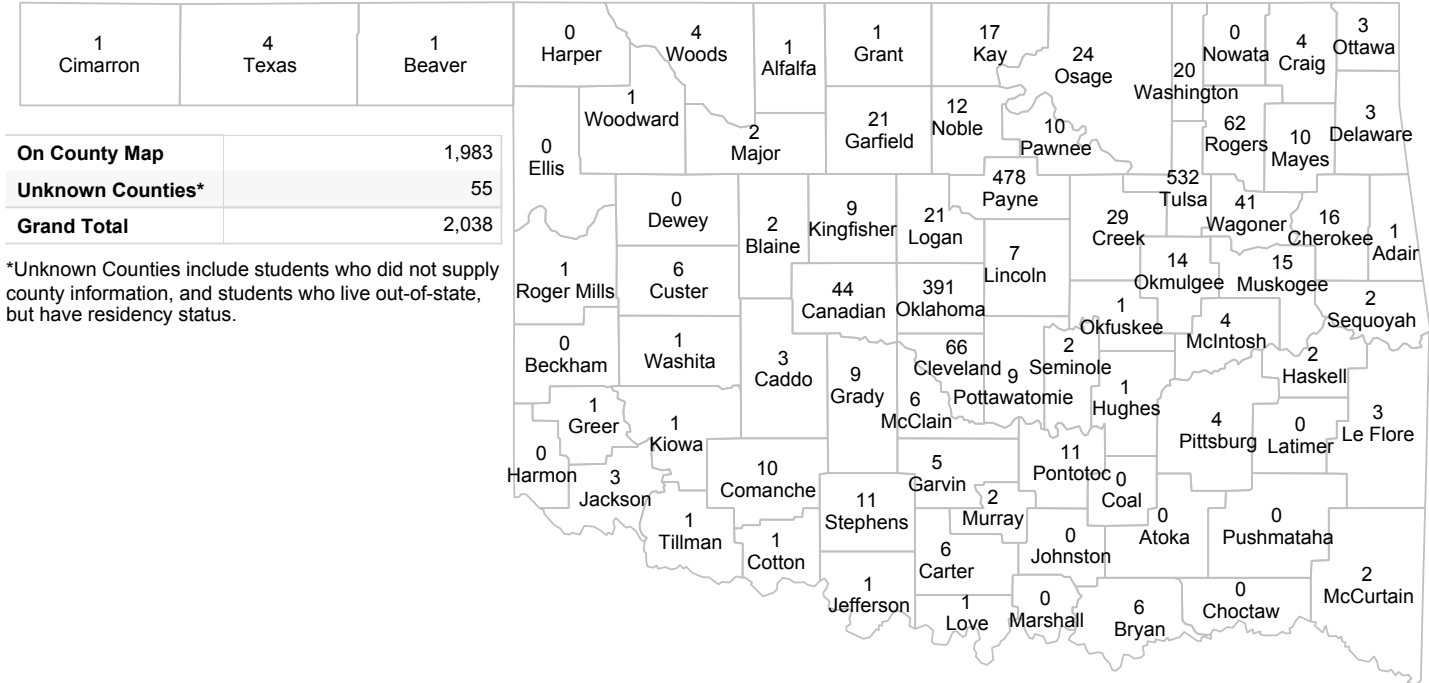 1
Cimarron
4
Texas
1
Beaver
0
Harper
4
Woods
1
Alfalfa
1
Grant
17
Kay
24
Osage
20
Washington
0
Nowata
4
Craig
3
Ottawa
1
Woodward
0
Ellis
2
Major
21
Garfield
12
Noble
10
Pawnee
62
Rogers
10
Mayes
3
Delaware
On County Map 1,983
Unknown Counties* 55
Grand Total 2,038
*Unknown Counties include students who did not supply
county information, and students who live out-of-state,
but have residency status.
0
Dewey
2
Blaine
9
Kingfisher
21
Logan
478
Payne
532
Tulsa
41
Wagoner
16
Cherokee
1
Adair
29
Creek
7
Lincoln
1
Roger Mills
6
Custer
44
Canadian
391
Oklahoma
14
Okmulgee
15
Muskogee
2
Sequoyah
1
Okfuskee
4
McIntosh
0
Beckham
1
Washita
3
Caddo
9
Grady
66
Cleveland
9
Pottawatomie
2
Seminole
1
Hughes
2
Haskell
6
McClain
1
Greer
1
Kiowa
4
Pittsburg
0
Latimer
3
Le Flore
0
Harmon
3
Jackson
10
Comanche
5
Garvin
11
Pontotoc
0
Coal
11
Stephens
2
Murray
1
Tillman
1
Cotton
6
Carter
0
Johnston
0
Atoka
0
Pushmataha
2
McCurtain
1
Jefferson
1
Love
0
Marshall
6
Bryan
0
Choctaw